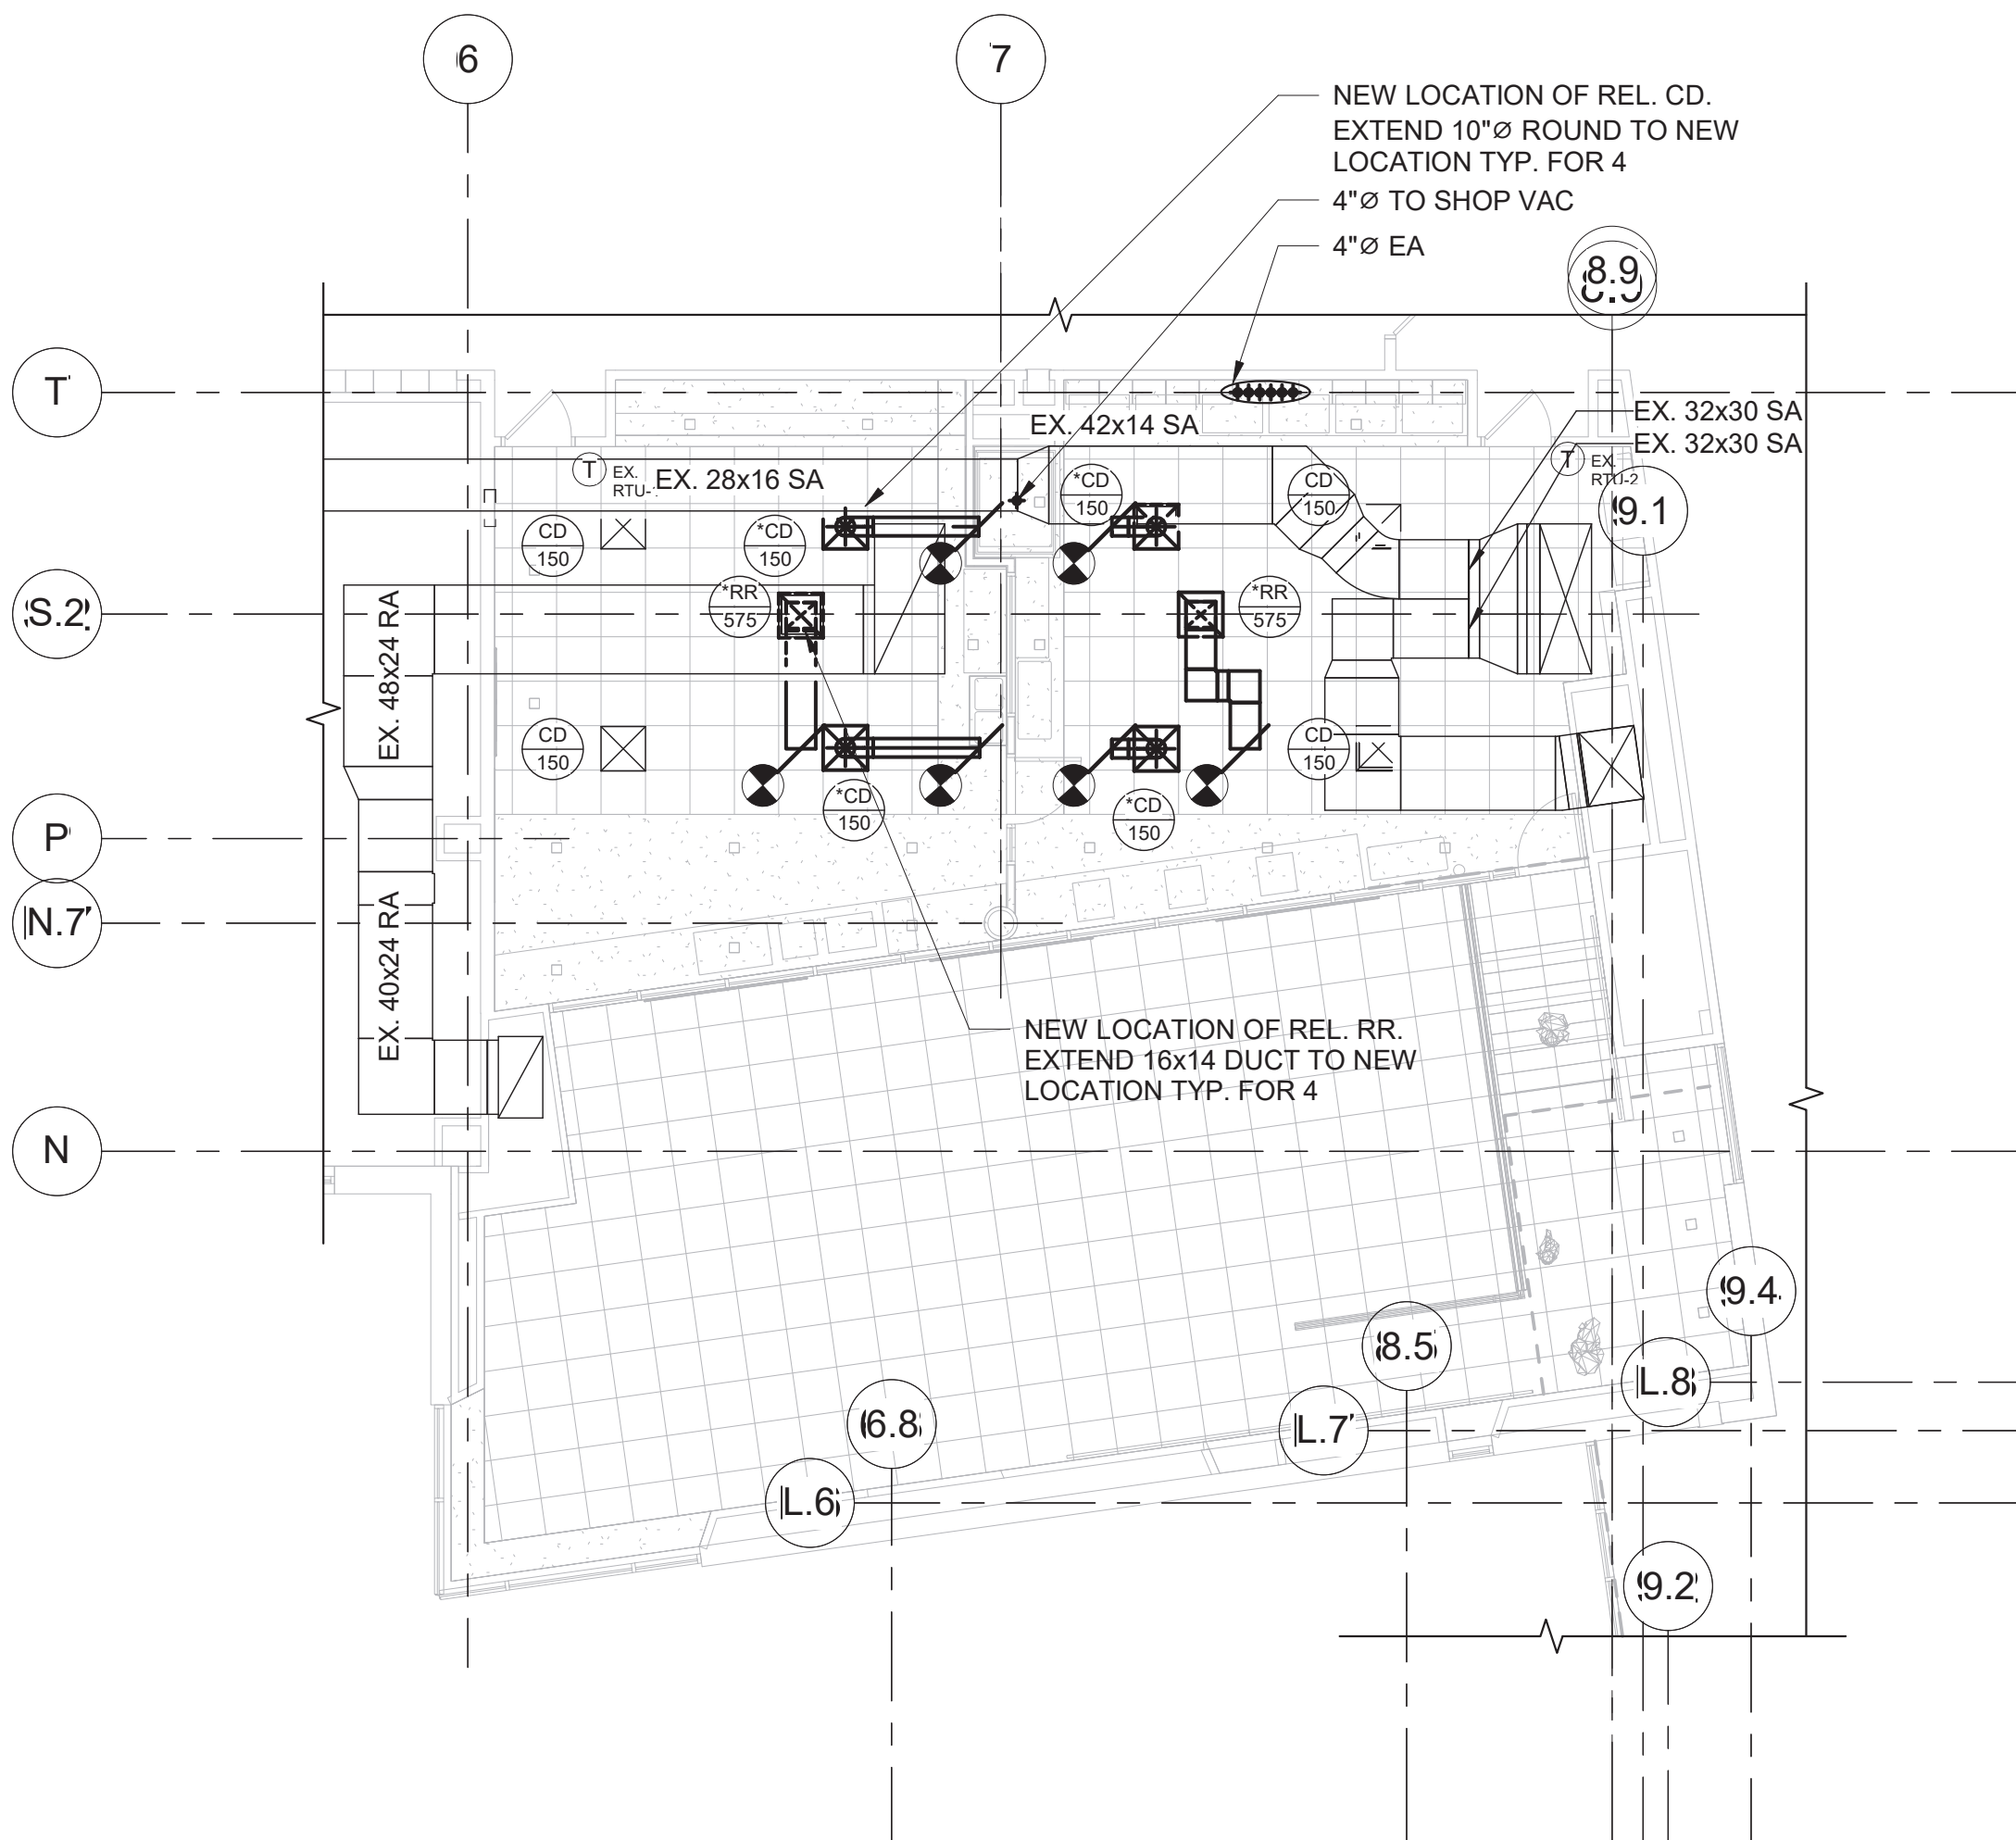 6
7
NEW LOCATION OF REL. CD.
EXTEND 10"Ø ROUND TO NEW
LOCATION TYP. FOR 4
4"Ø TO SHOP VAC
4"Ø EA
8.9
T
EX. 42x14 SA
EX. 32x30 SA
EX. 32x30 SA
T
EX.
RTU-
EX. 28x16 SA
*CD
150
CD
150
T
EX.
RTU-2
9.1
CD
150
*CD
150
S.2
*RR
575
*RR
575
EX. 48x24 RA
CD
150
CD
150
*CD
150
*CD
150
P
N.7
EX. 40x24 RA
NEW LOCATION OF REL. RR.
EXTEND 16x14 DUCT TO NEW
LOCATION TYP. FOR 4
N
9.4
8.5
L.8
6.8
L.7
L.6
9.2